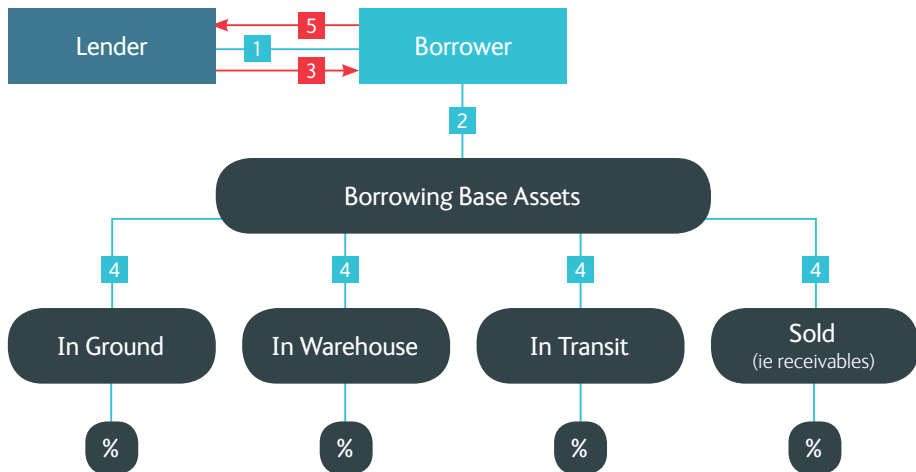 Lender
5
1
3
Borrower
2
Borrowing Base Assets
4
4
4
4
In Ground
In Warehouse
In Transit
Sold
(ie receivables)
%
%
%
%